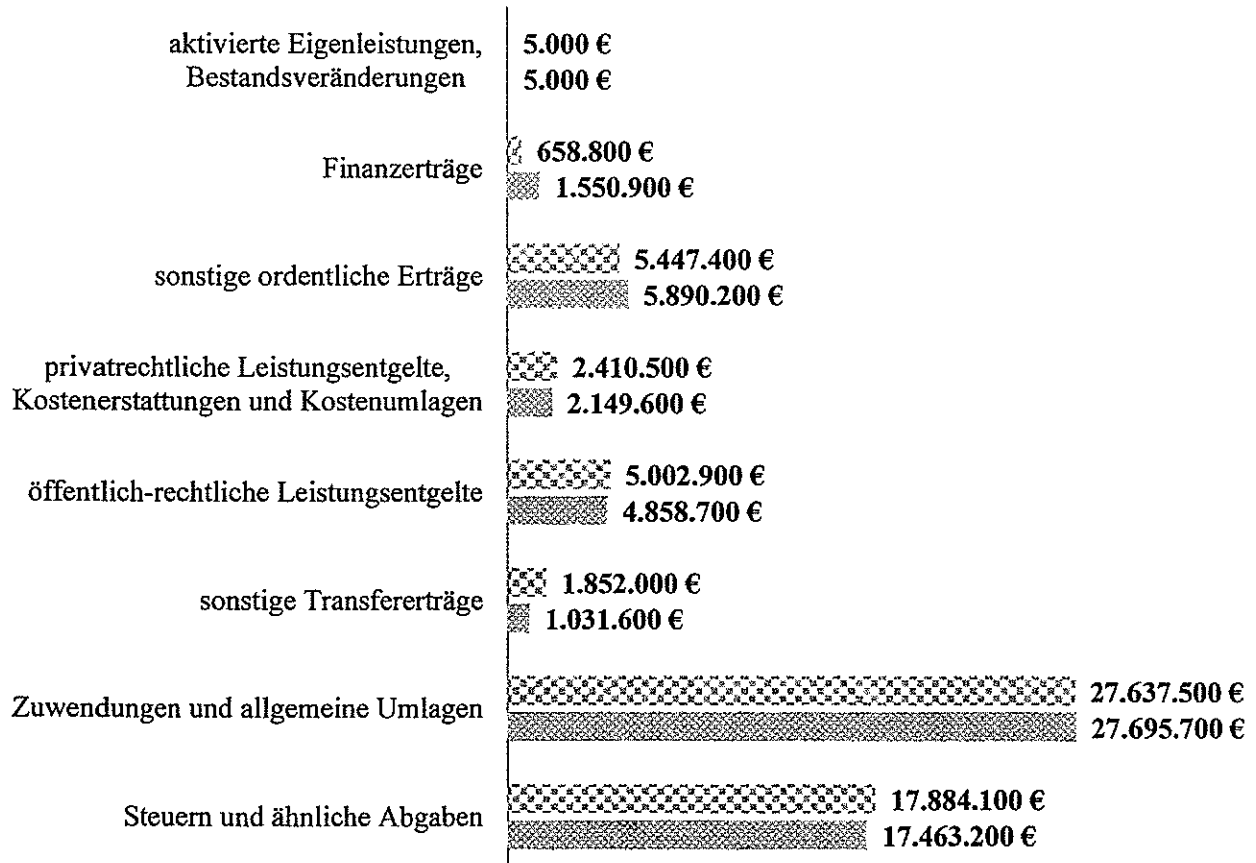 aktivierte Eigenleistungen,
Bestandsveränderungen
5.000 €
5.000 €
Finanzerträge
658.800 €
1.550.900 €
sonstige ordentliche Erträge
5.447.400 €
5.890.200 €
privatrechtliche Leistungsentgelte,
Kostenerstattungen und Kostenumlagen
2.410.500 €
2.149.600 €
öffentlich-rechtliche Leistungsentgelte
5.002.900 €
4.858.700 €
sonstige Transfererträge
1.852.000 €
1.031.600 €
Zuwendungen und allgemeine Umlagen
27.637.500 €
27.695.700 €
Steuern und ähnliche Abgaben
17.884.100 €
17.463.200 €